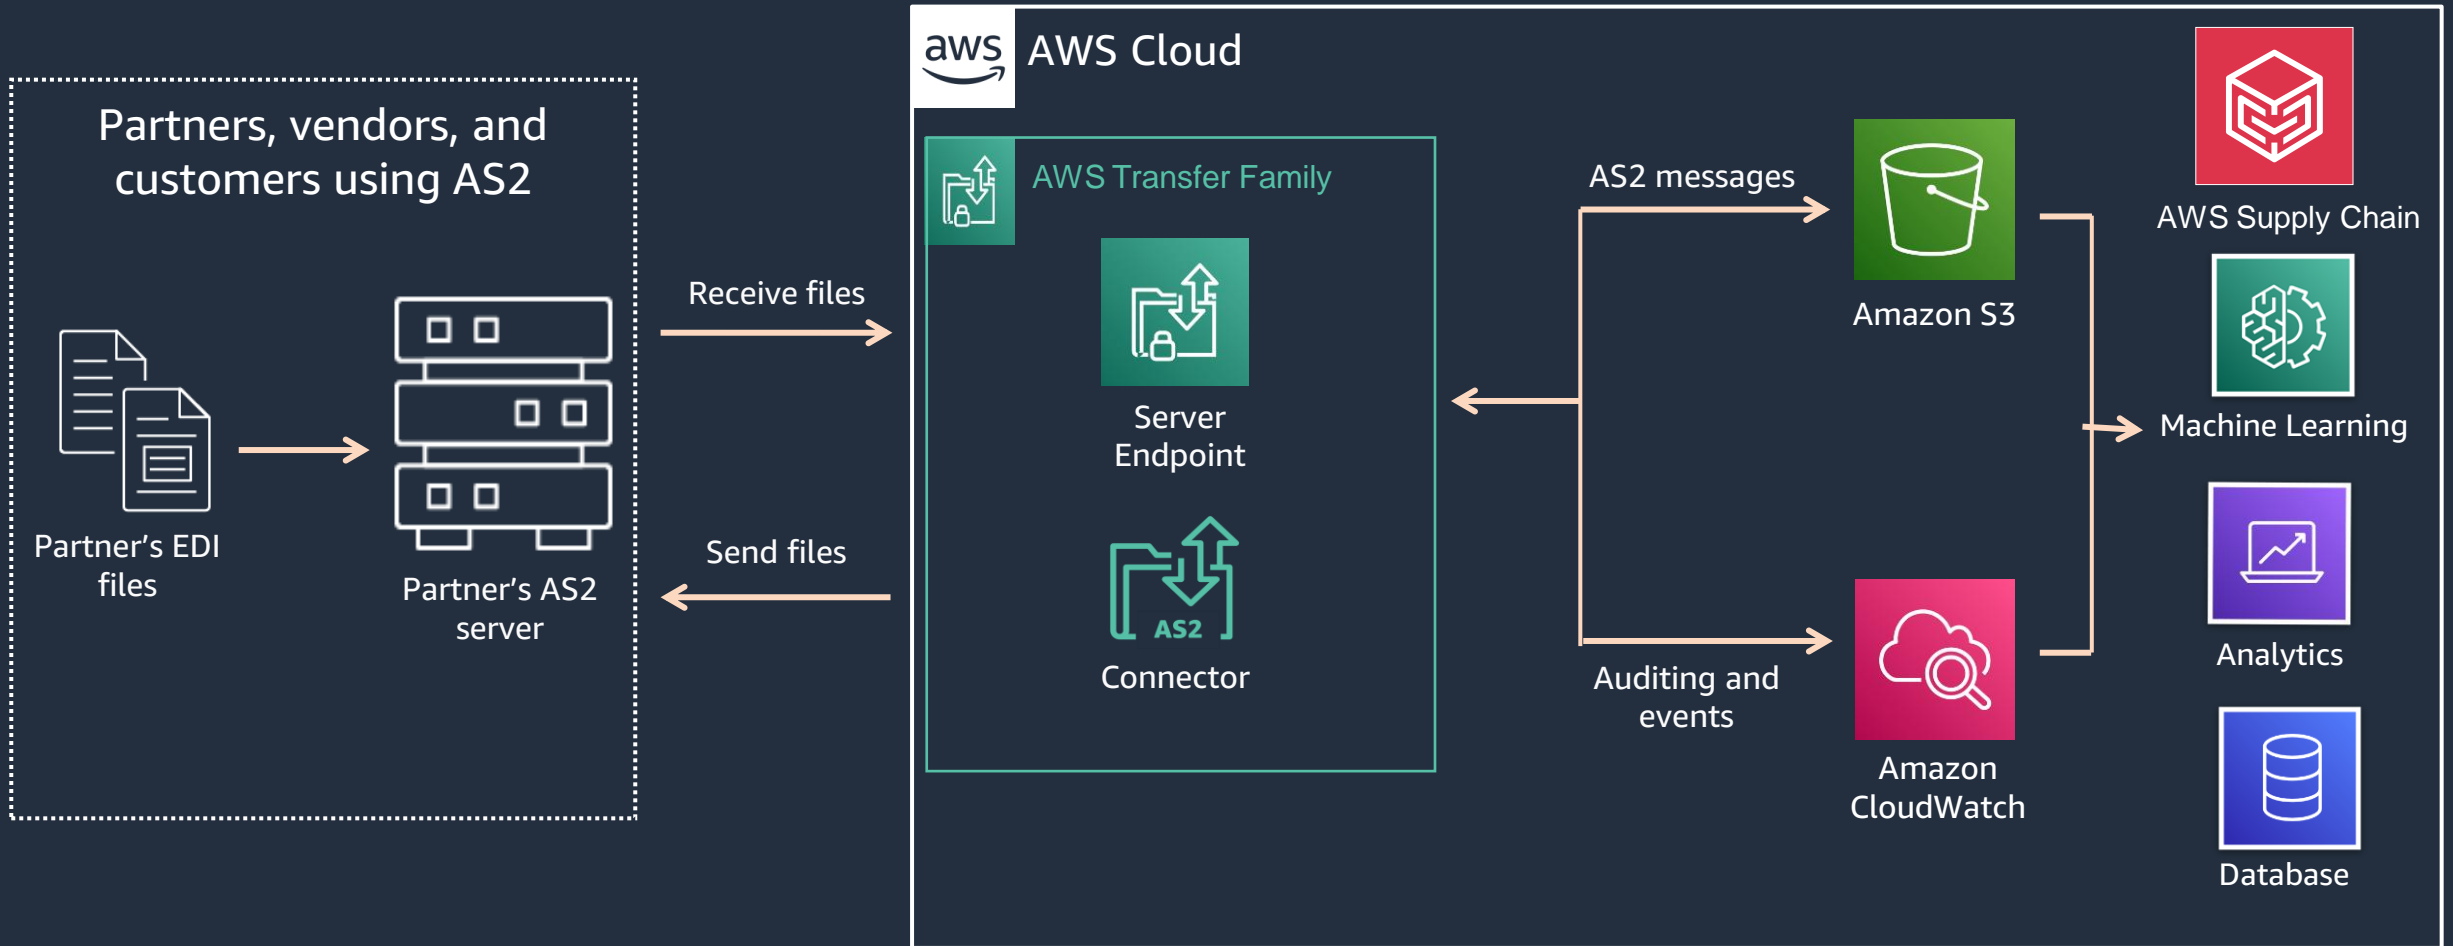 aws
AWS Cloud
Partners, vendors, and
customers using AS2
Partner’s EDI
files
Partner’s AS2
server
Receive files
Send files
AWS Transfer Family
Server
Endpoint
AS2
Connector
AS2 messages
Auditing and
events
Amazon S3
Amazon
CloudWatch
AWS Supply Chain
Machine Learning
Analytics
Database